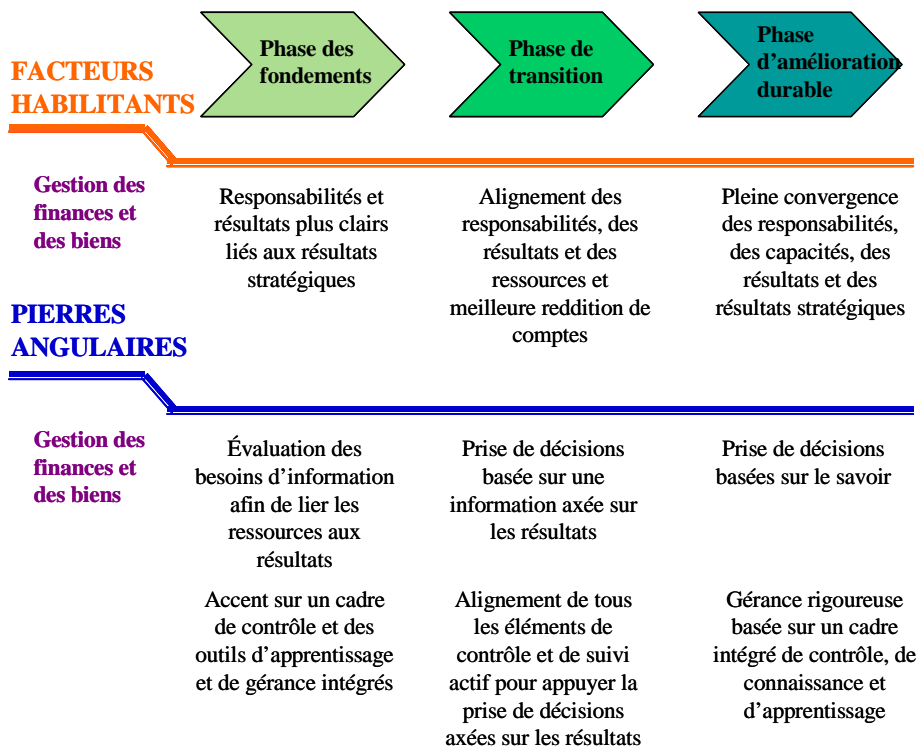 Phase des
fondements
Phase de
transition
Phase
d'amélioration
durable
FACTEURS
HABILITANTS
Gestion des
finances et
des biens
Responsabilités et
résultats plus clairs
liés aux résultats
stratégiques
Alignement des
responsabilités, des
résultats et des
ressources et
meilleure reddition de
comptes
Pleine convergence
des responsabilités,
des capacités, des
résultats et des
résultats stratégiques
PIERRES
ANGULAIRES
Gestion des
finances et
des biens
Évaluation des
besoins d'information
afin de lier les
ressources aux
résultats
Prise de décisions
basée sur une
information axée sur
les résultats
Prise de décisions
basées sur le savoir
Accent sur un cadre
de contrôle et des
outils d'apprentissage
et de gérance intégrés
Alignement de tous
les éléments de
contrôle et de suivi
actif pour appuyer la
prise de décisions
axées sur les résultats
Gérance rigoureuse
basée sur un cadre
intégré de contrôle, de
connaissance et
d'apprentissage